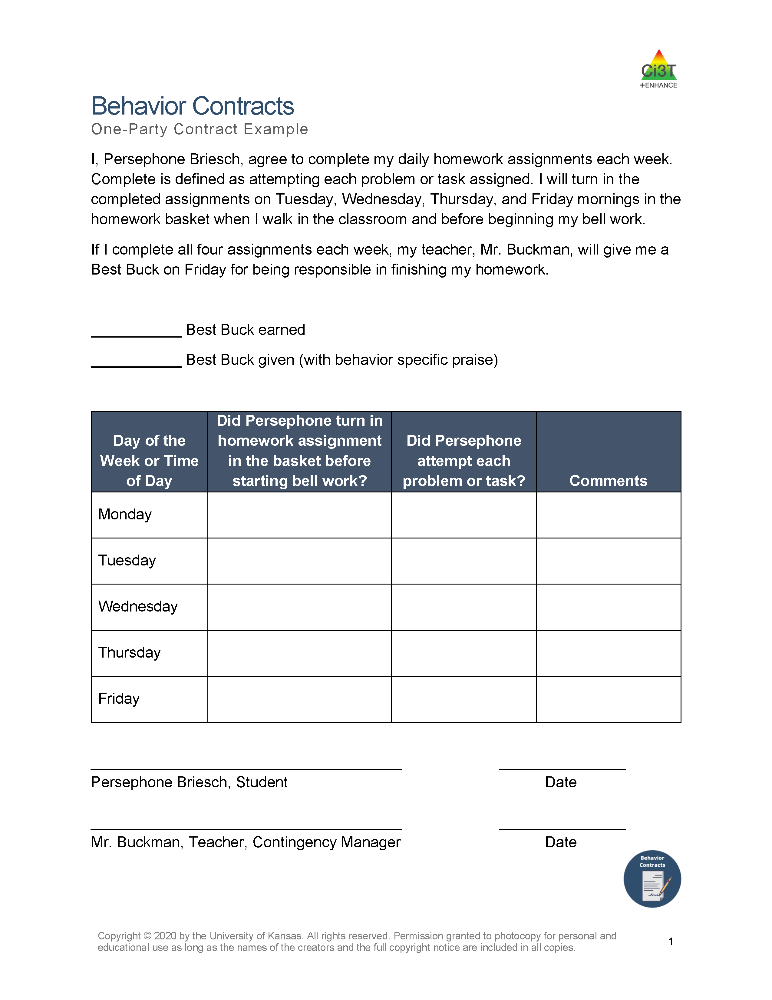 Ci3T
+ENHANCE
Behavior Contracts
One-Party Contract Example
I, Persephone Briesch, agree to complete my daily homework assignments each week.
Complete is defined as attempting each problem or task assigned. I will turn in the
completed assignments on Tuesday, Wednesday, Thursday, and Friday mornings in the
homework basket when I walk in the classroom and before beginning my bell work.
If I complete all four assignments each week, my teacher, Mr. Buckman, will give me a
Best Buck on Friday for being responsible in finishing my homework.
Best Buck earned
Best Buck given (with behavior specific praise)
Day of the
Week or Time
of Day
Did Persephone turn in
homework assignment
in the basket before
starting bell work?
Did Persephone
attempt each
problem or task?
Comments
Monday
Tuesday
Wednesday
Thursday
Friday
Persephone Briesch, Student
Date
Mr. Buckman, Teacher, Contingency Manager
Date
Behavior
Contracts
Copyright © 2020 by the University of Kansas. All rights reserved. Permission granted to photocopy for personal and
educational use as long as the names of the creators and the full copyright notice are included in all copies.
1